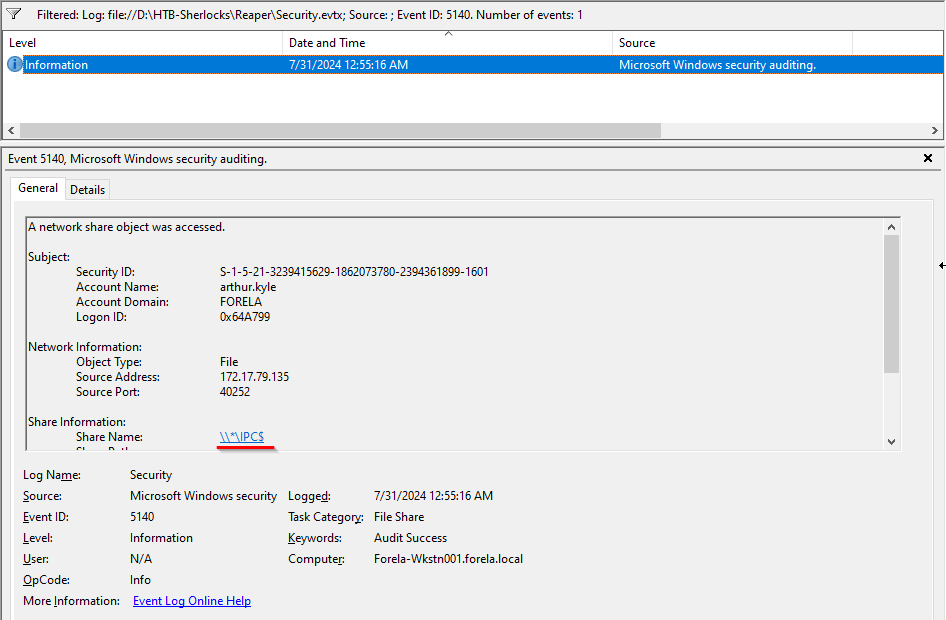 Filtered: Log: file://D:\HTB-Sherlocks\Reaper\Security.evtx; Source: ; Event ID: 5140. Number of events: 1
Level Date and Time Source
Information 7/31/2024 12:55:16 AM Microsoft Windows security auditing.
Event 5140, Microsoft Windows security auditing.
General Details
A network share object was accessed.
Subject:
Security ID: S-1-5-21-3239415629-1862073780-2394361899-1601
Account Name: arthur.kyle
Account Domain: FORELA
Logon ID: 0x64A799
Network Information:
Object Type: File
Source Address: 172.17.79.135
Source Port: 40252
Share Information:
Share Name: \\*\IPC$
Log Name: Security
Source: Microsoft Windows security Logged: 7/31/2024 12:55:16 AM
Event ID: 5140 Task Category: File Share
Level: Information Keywords: Audit Success
User: N/A Computer: Forela-Wkstn001.forela.local
OpCode: Info
More Information: Event Log Online Help